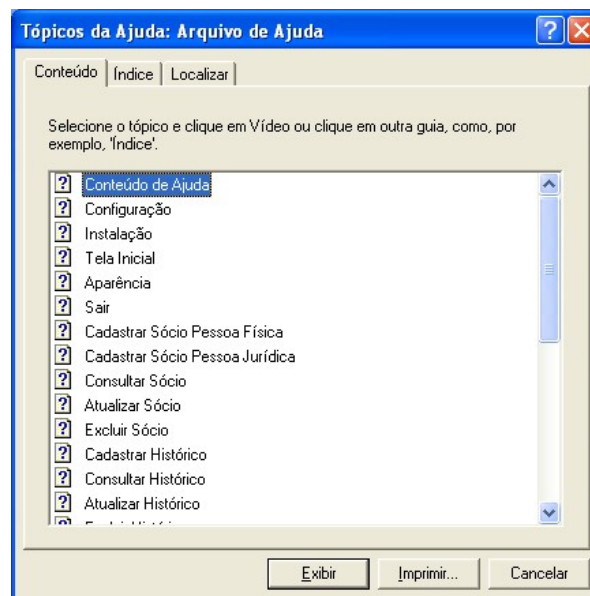 Tópicos da Ajuda: Arquivo de Ajuda
Conteúdo Índice Localizar
Selecione o tópico e clique em Vídeo ou clique em outra guia, como, por
exemplo, 'Índice'.
Conteúdo de Ajuda
Configuração
Instalação
Tela Inicial
Aparência
Sair
Cadastrar Sócio Pessoa Física
Cadastrar Sócio Pessoa Jurídica
Consultar Sócio
Atualizar Sócio
Excluir Sócio
Cadastrar Histórico
Consultar Histórico
Atualizar Histórico
Exibir Imprimir... Cancelar